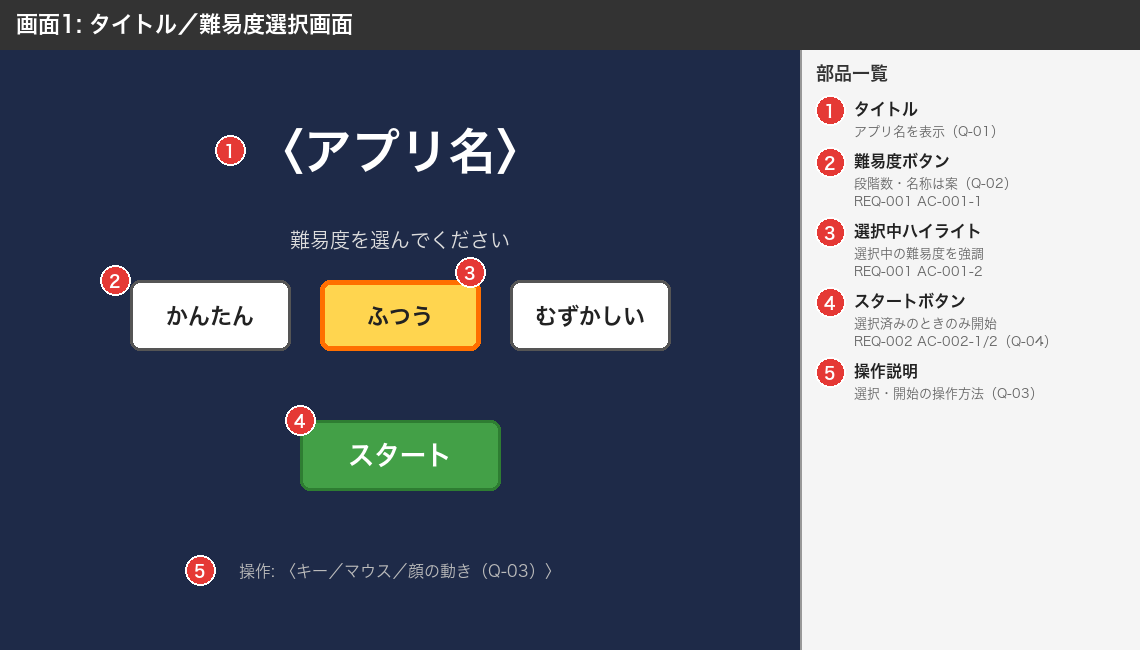 画面1: タイトル／難易度選択画面
1
〈アプリ名〉
難易度を選んでください
2
3
かんたん
ふつう
むずかしい
4
スタート
5
操作: 〈キー／マウス／顔の動き（Q-03）〉
部品一覧
1 タイトル
アプリ名を表示（Q-01）
2 難易度ボタン
段階数・名称は案（Q-02）
REQ-001 AC-001-1
3 選択中ハイライト
選択中の難易度を強調
REQ-001 AC-001-2
4 スタートボタン
選択済みのときのみ開始
REQ-002 AC-002-1/2（Q-04）
5 操作説明
選択・開始の操作方法（Q-03）